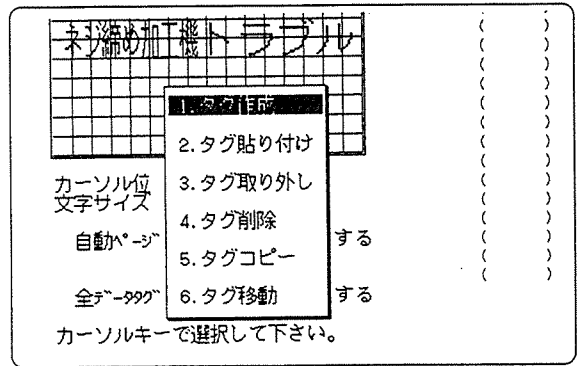 ネジ締め加工機トラブル
1.タグ作成
2.タグ貼り付け
3.タグ取り外し
4.タグ削除
5.タグコピー
6.タグ移動
カーソル位
文字サイズ
自動ページ
する
全データタグ
する
カーソルキーで選択して下さい。
( )
( )
( )
( )
( )
( )
( )
( )
( )
( )
( )
( )
( )
( )